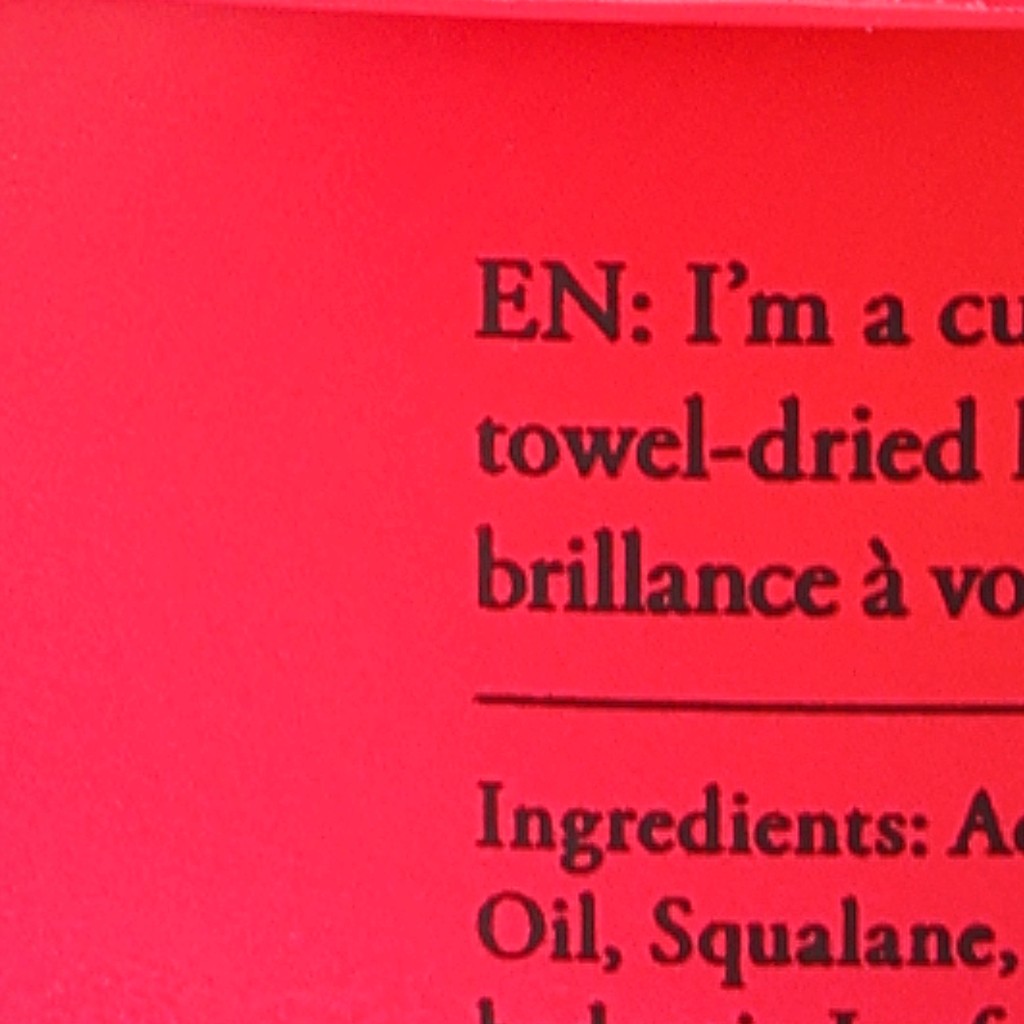 EN: I'm a
towel-dried
brillance à
Ingredients:
Oil, Squalane,